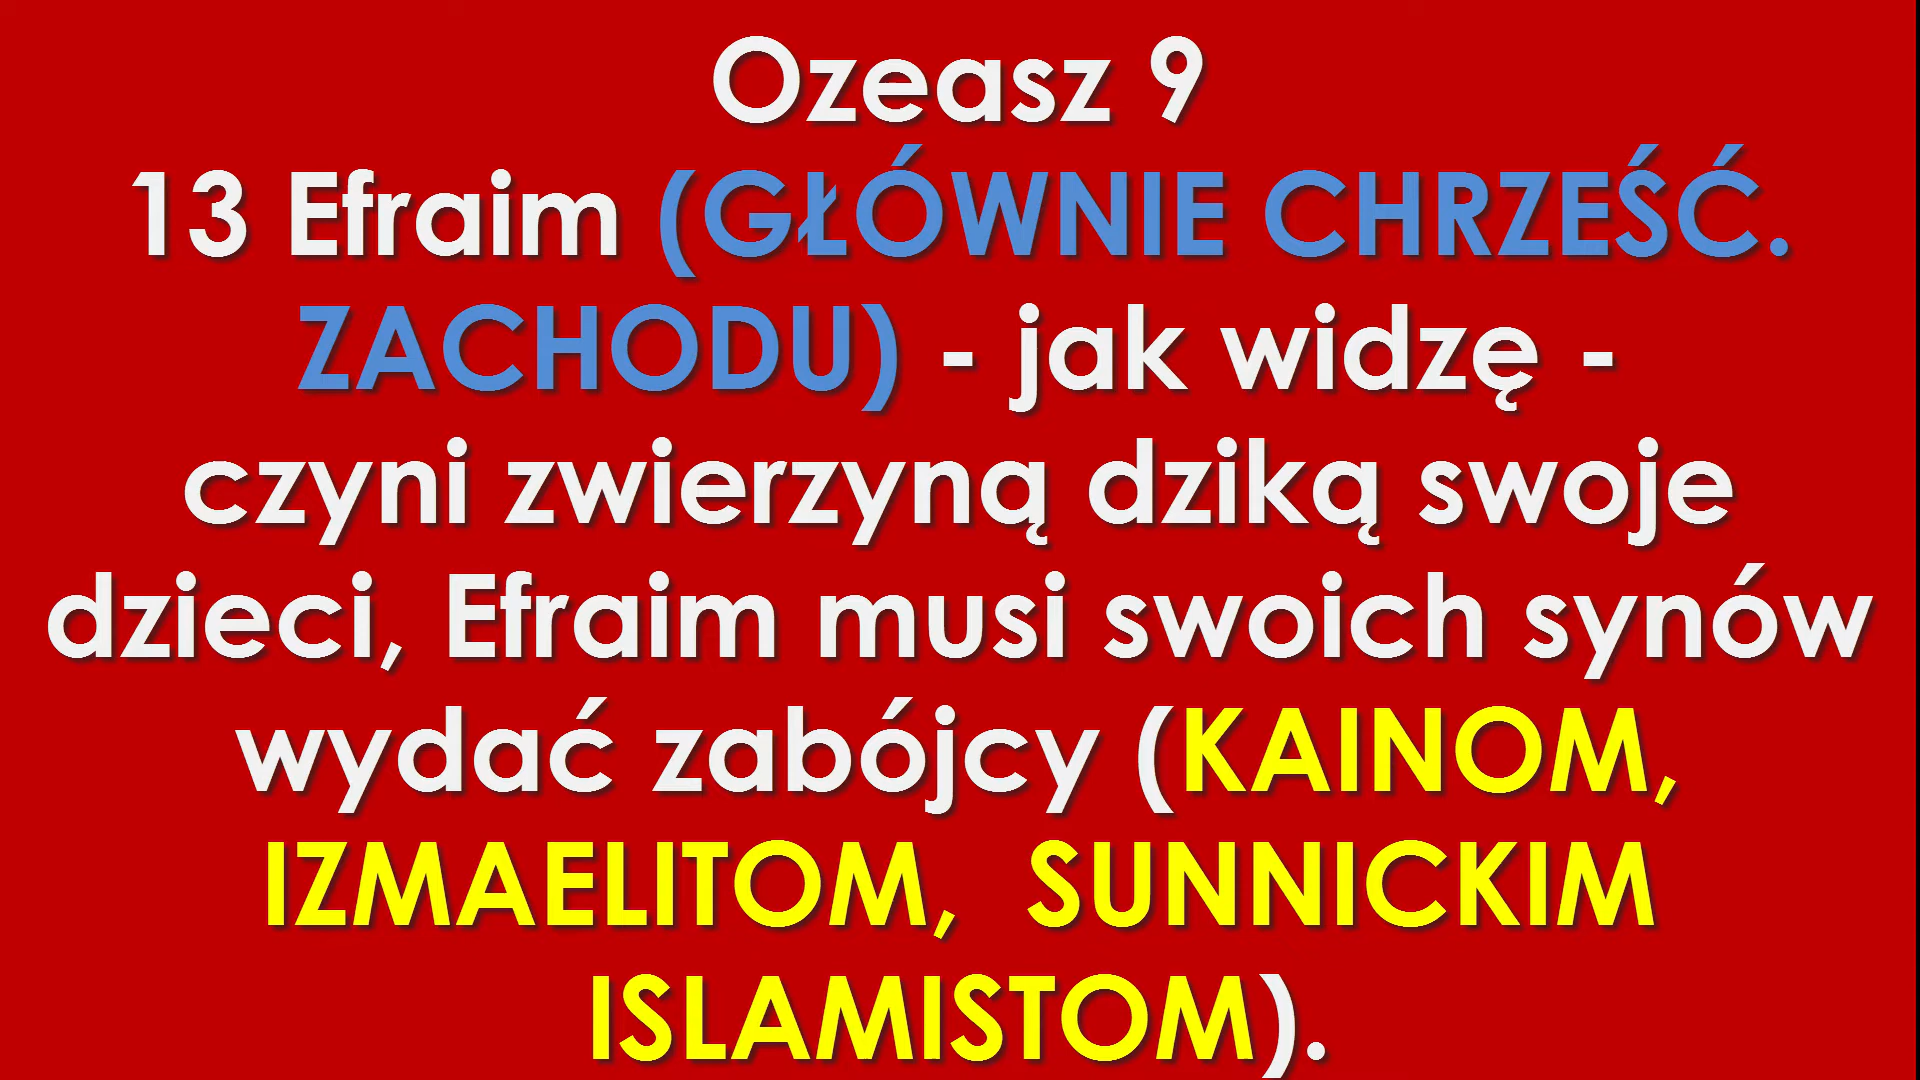 Ozeasz 9
13 Efraim (GŁÓWNIE CHRZEŚĆ.
ZACHODU) - jak widzę -
czyni zwierzyną dziką swoje
dzieci, Efraim musi swoich synów
wydać zabójcy (KAINOM,
IZMAELITOM, SUNNICKIM
ISLAMISTOM).